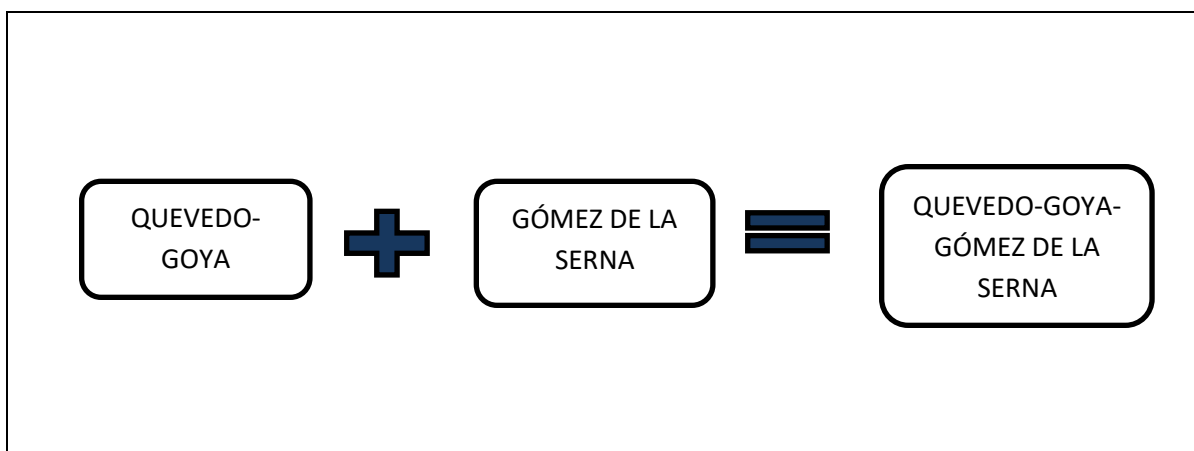 QUEVEDO-
GOYA
GÓMEZ DE LA
SERNA
QUEVEDO-GOYA-
GÓMEZ DE LA
SERNA